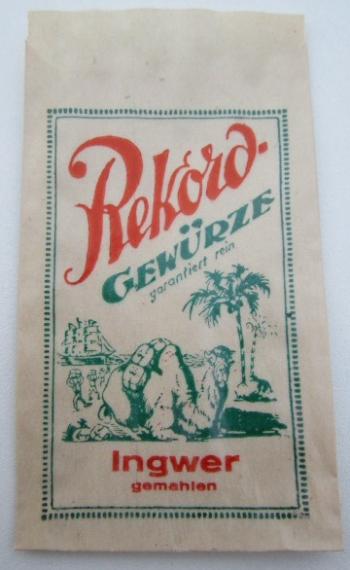 Rekord-
GEWÜRZE
garantiert rein
Ingwer
gemahlen